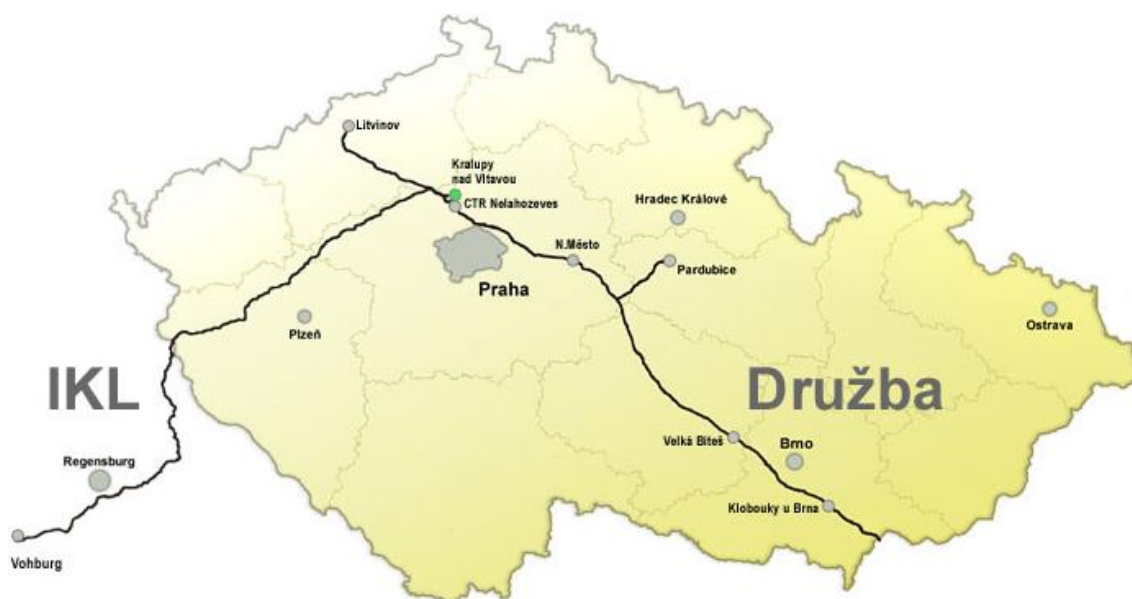 Litvínov
Kralupy
nad Vltavou
CTR Nelahozeves
Hradec Králové
N.Město
Pardubice
Praha
Plzeň
Ostrava
IKL
Družba
Velká Bíteš
Brno
Regensburg
Klobouky u Brna
Vohburg